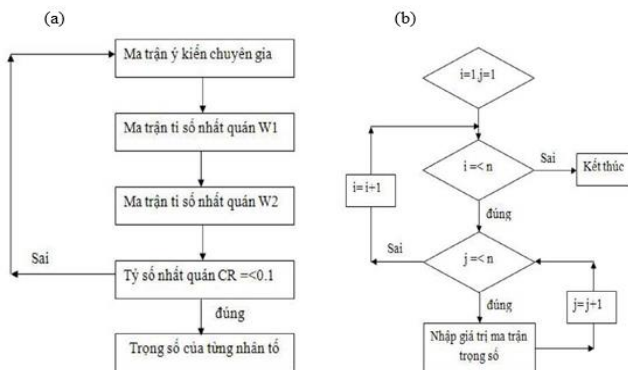 (a)
Ma trận ý kiến chuyên gia
Ma trận tỉ số nhất quán W1
Ma trận tỉ số nhất quán W2
Sai
Tỷ số nhất quán CR =<0.1
đúng
Trọng số của từng nhân tố
(b)
i=1,j=1
i =< n
Sai
Kết thúc
i= i+1
đúng
Sai
j =< n
đúng
j= j+1
Nhập giá trị ma trận
trọng số